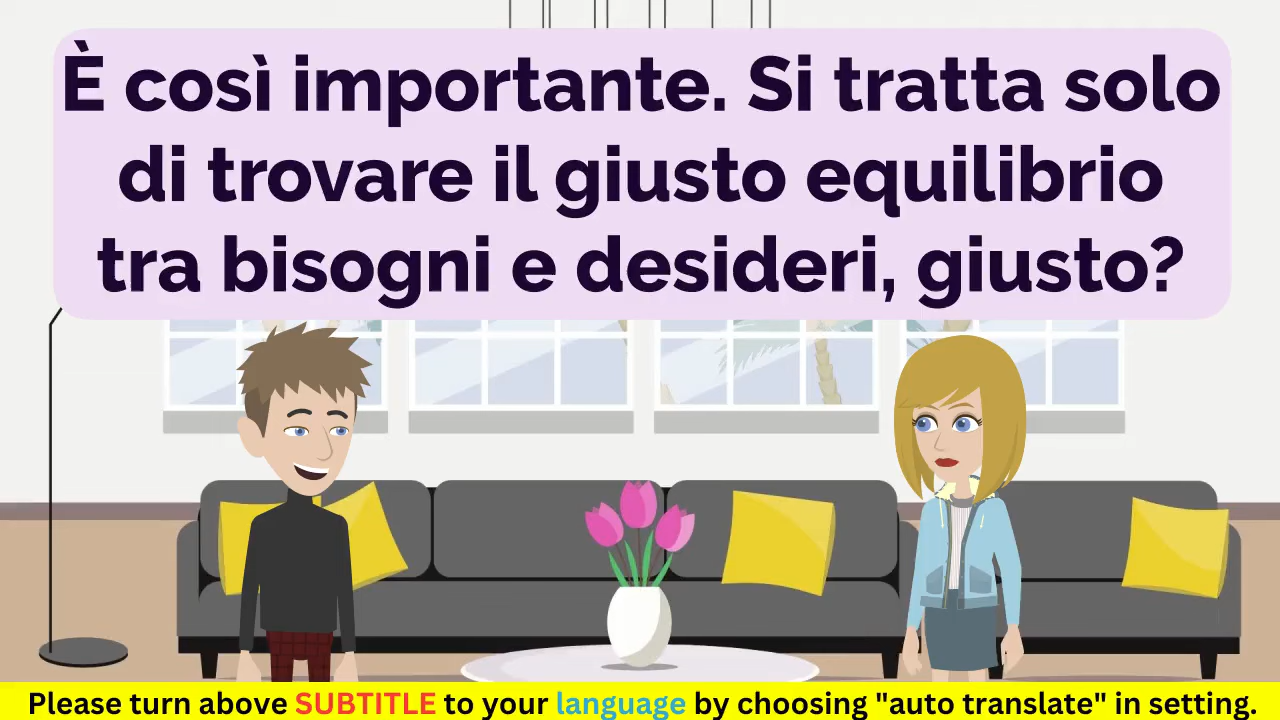 È così importante. Si tratta solo
di trovare il giusto equilibrio
tra bisogni e desideri, giusto?
Please turn above SUBTITLE to your language by choosing "auto translate" in setting.